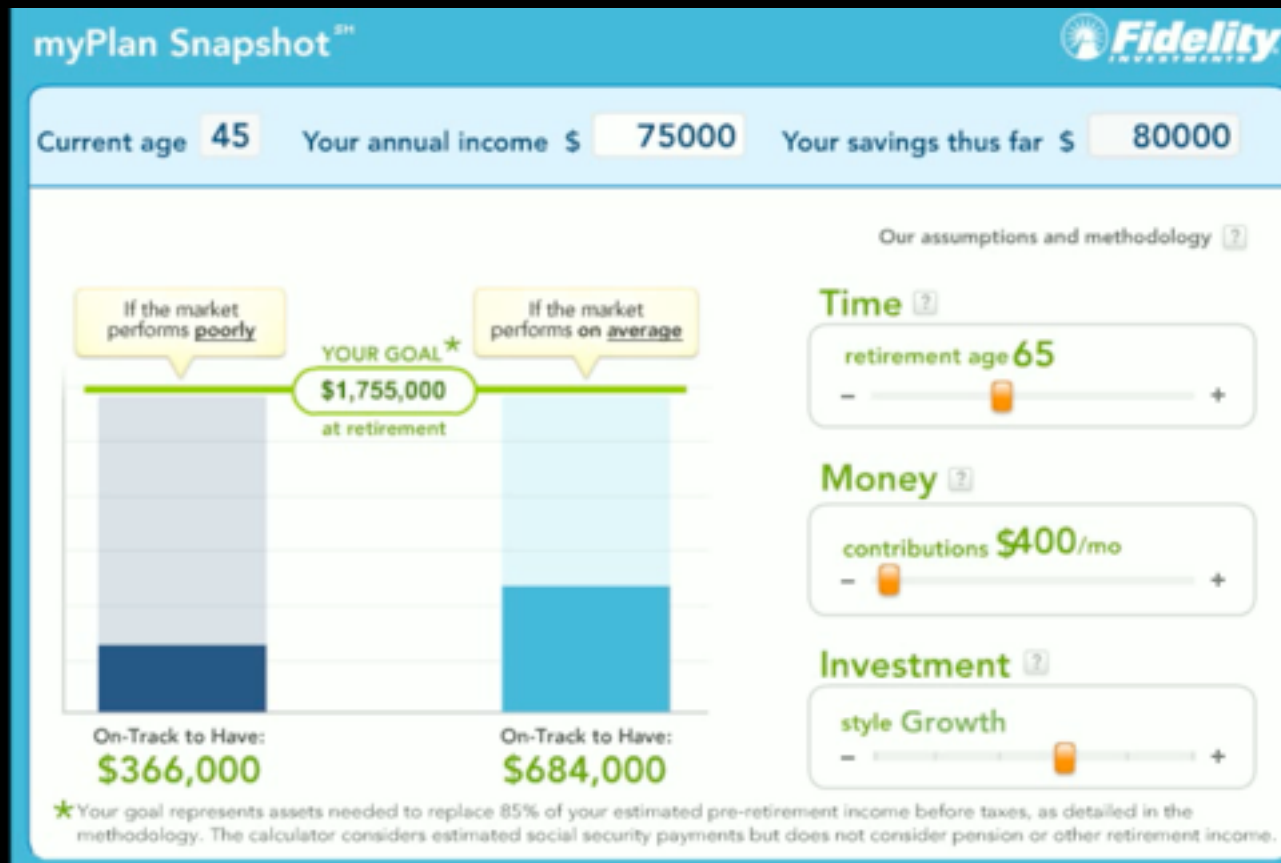 myPlan Snapshot℠
Fidelity
INVESTMENTS
Current age 45 Your annual income $ 75000 Your savings thus far $ 80000
Our assumptions and methodology ?
If the market
performs poorly
YOUR GOAL*
$1,755,000
at retirement
If the market
performs on average
On-Track to Have:
$366,000
On-Track to Have:
$684,000
Time ?
retirement age 65
– +
Money ?
contributions $400/mo
– +
Investment ?
style Growth
– +
* Your goal represents assets needed to replace 85% of your estimated pre-retirement income before taxes, as detailed in the
methodology. The calculator considers estimated social security payments but does not consider pension or other retirement income.